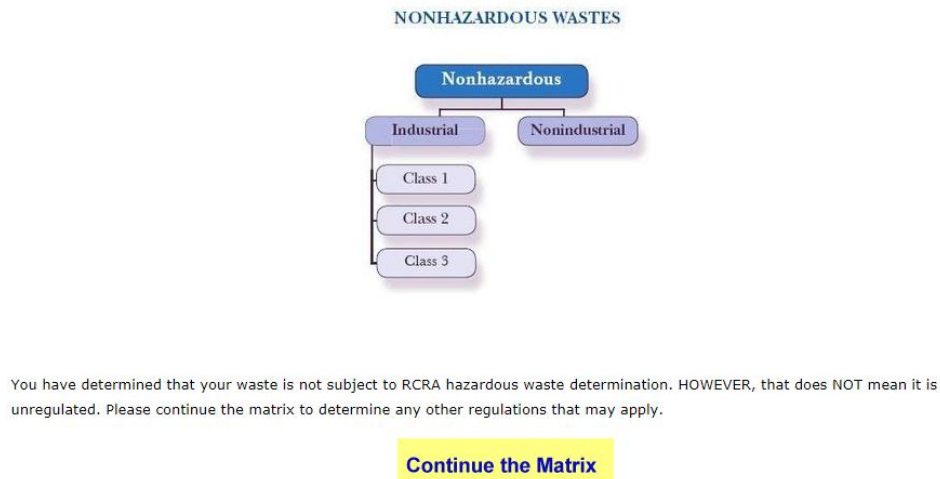 NONHAZARDOUS WASTES
Nonhazardous
Industrial
Nonindustrial
Class 1
Class 2
Class 3
You have determined that your waste is not subject to RCRA hazardous waste determination. HOWEVER, that does NOT mean it is
unregulated. Please continue the matrix to determine any other regulations that may apply.
Continue the Matrix